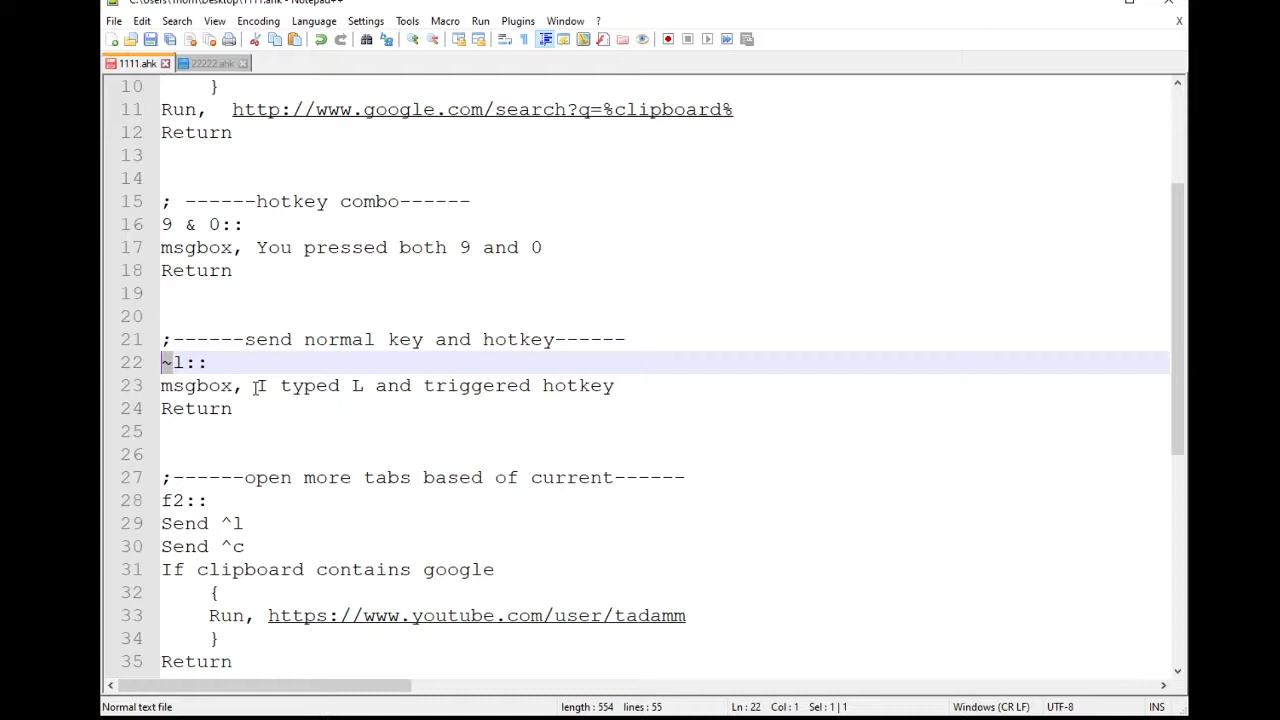 File Edit Search View Encoding Language Settings Tools Macro Run Plugins Window ? X
1111.ahk 22222.ahk
10 }
11 Run, http://www.google.com/search?q=%clipboard%
12 Return
13
14
15 ; ------hotkey combo------
16 9 & 0::
17 msgbox, You pressed both 9 and 0
18 Return
19
20
21 ;------send normal key and hotkey------
22 ~l::
23 msgbox, I typed L and triggered hotkey
24 Return
25
26
27 ;------open more tabs based of current------
28 f2::
29 Send ^l
30 Send ^c
31 If clipboard contains google
32 {
33 Run, https://www.youtube.com/user/tadamm
34 }
35 Return
Normal text file length : 554 lines : 55 Ln : 22 Col : 1 Sel : 1 | 1 Windows (CR LF) UTF-8 INS